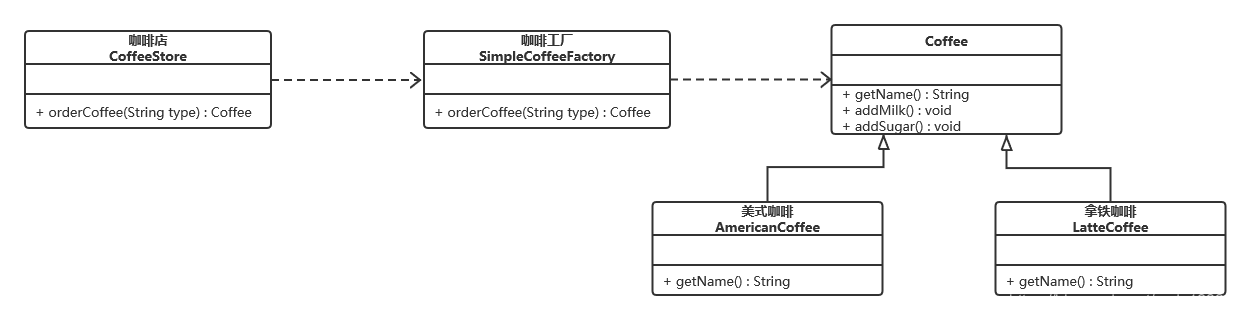 咖啡店
CoffeeStore
+ orderCoffee(String type) : Coffee
咖啡工厂
SimpleCoffeeFactory
+ orderCoffee(String type) : Coffee
Coffee
+ getName() : String
+ addMilk() : void
+ addSugar() : void
美式咖啡
AmericanCoffee
+ getName() : String
拿铁咖啡
LatteCoffee
+ getName() : String